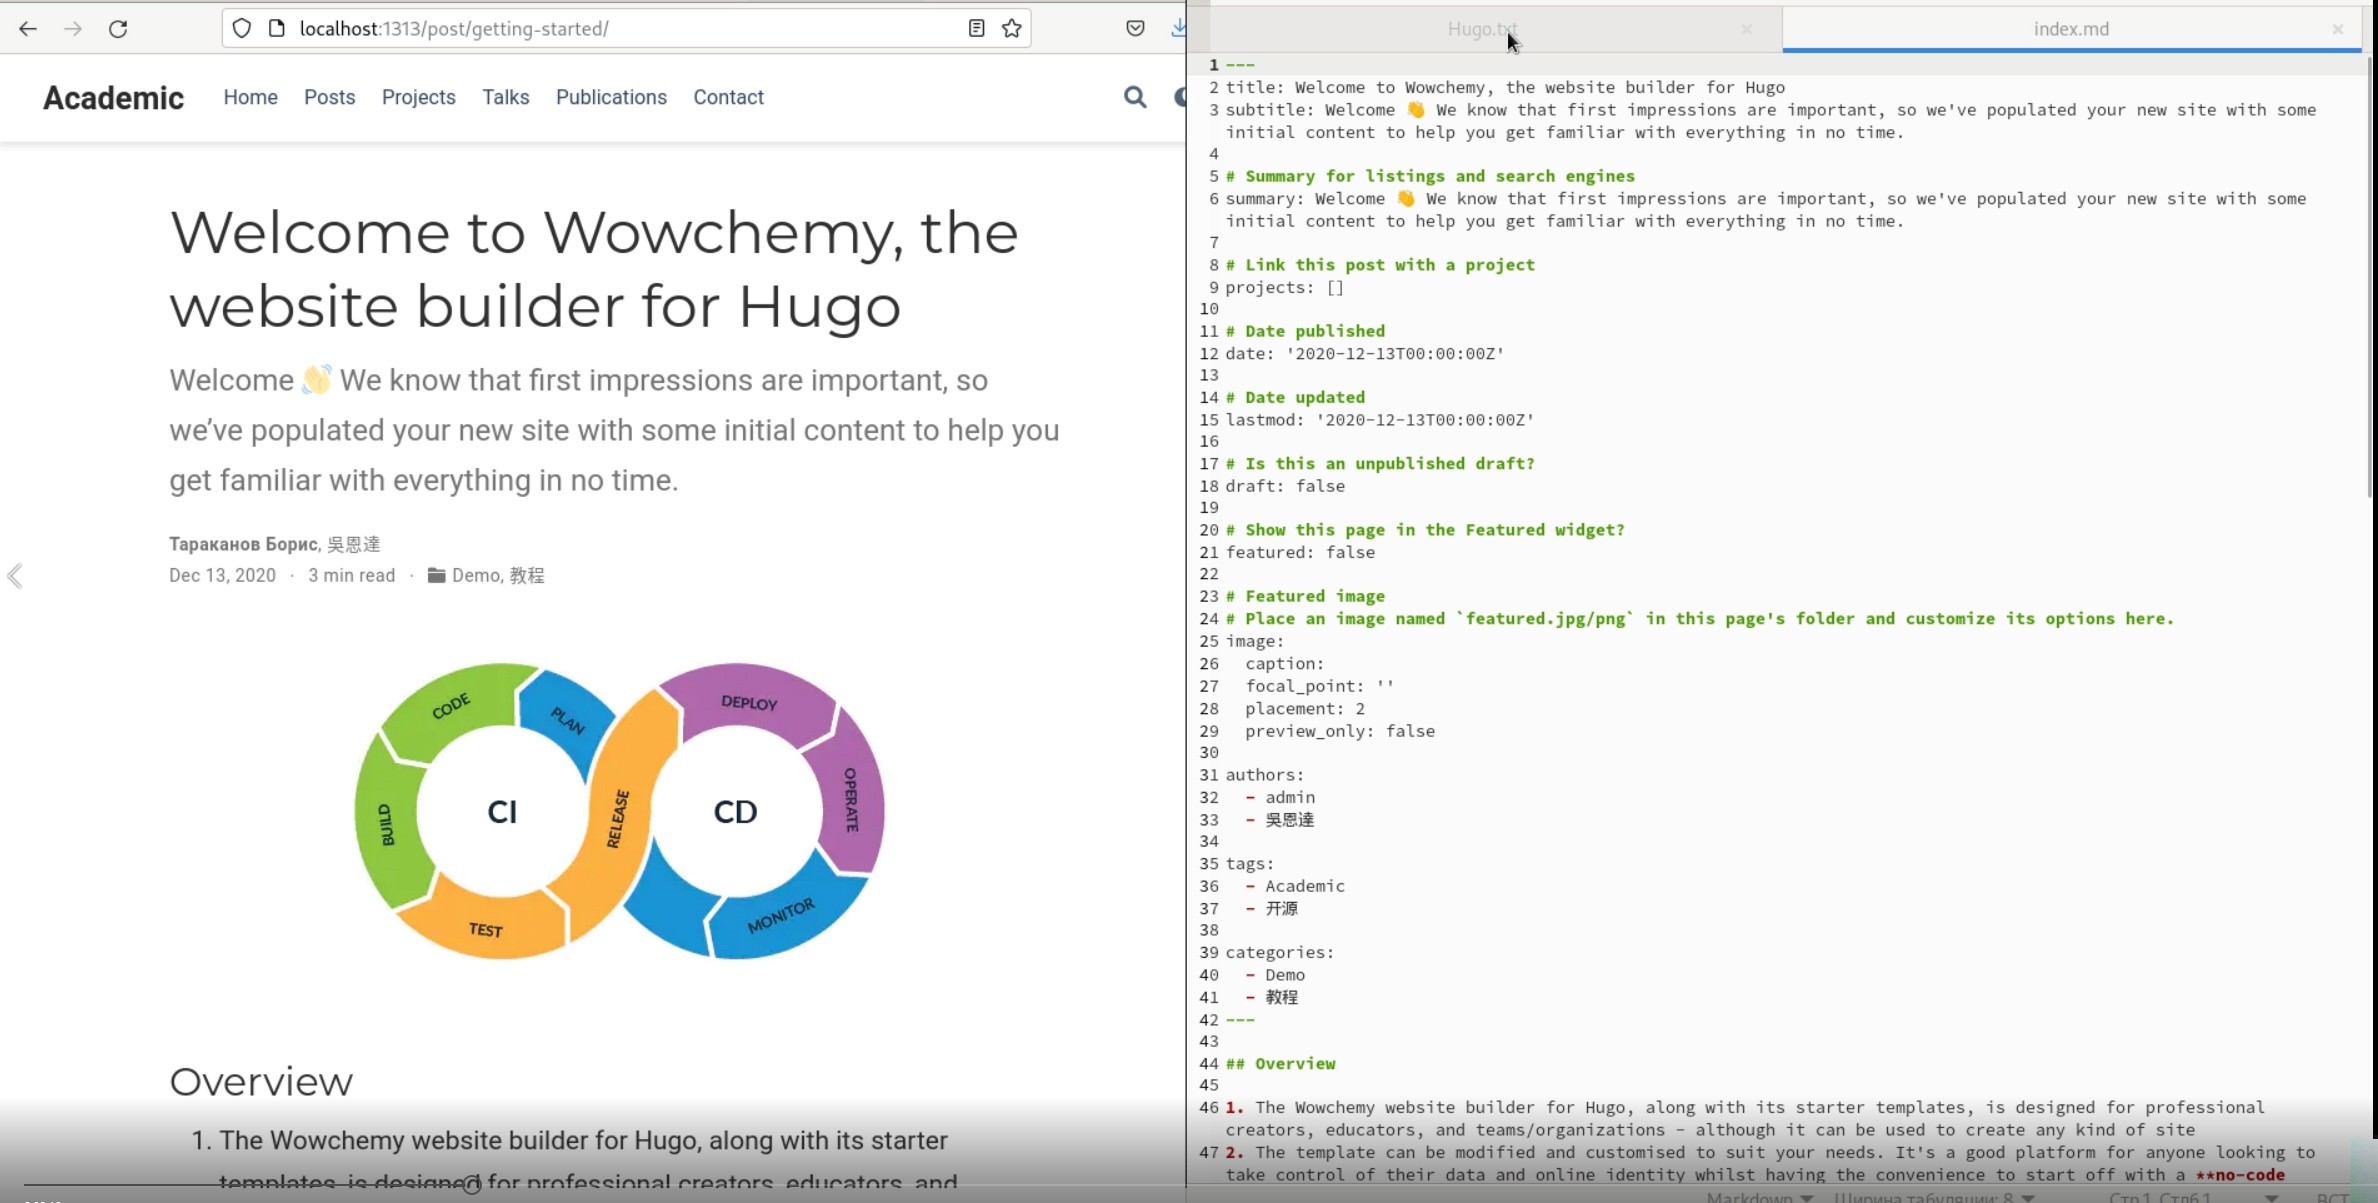 localhost:1313/post/getting-started/
Academic
Home Posts Projects Talks Publications Contact
Welcome to Wowchemy, the
website builder for Hugo
Welcome 👋 We know that first impressions are important, so
we've populated your new site with some initial content to help you
get familiar with everything in no time.
Тараканов Борис, 吳恩達
Dec 13, 2020 · 3 min read · Demo, 教程
CODE
PLAN
DEPLOY
OPERATE
BUILD
CI
RELEASE
CD
TEST
MONITOR
Overview
1. The Wowchemy website builder for Hugo, along with its starter
templates, is designed for professional creators, educators, and
Hugo.txt
index.md
1 ---
2 title: Welcome to Wowchemy, the website builder for Hugo
3 subtitle: Welcome 👋 We know that first impressions are important, so we've populated your new site with some
initial content to help you get familiar with everything in no time.
4
5 # Summary for listings and search engines
6 summary: Welcome 👋 We know that first impressions are important, so we've populated your new site with some
initial content to help you get familiar with everything in no time.
7
8 # Link this post with a project
9 projects: []
10
11 # Date published
12 date: '2020-12-13T00:00:00Z'
13
14 # Date updated
15 lastmod: '2020-12-13T00:00:00Z'
16
17 # Is this an unpublished draft?
18 draft: false
19
20 # Show this page in the Featured widget?
21 featured: false
22
23 # Featured image
24 # Place an image named `featured.jpg/png` in this page's folder and customize its options here.
25 image:
26   caption:
27   focal_point: ''
28   placement: 2
29   preview_only: false
30
31 authors:
32   - admin
33   - 吳恩達
34
35 tags:
36   - Academic
37   - 开源
38
39 categories:
40   - Demo
41   - 教程
42 ---
43
44 ## Overview
45
46 1. The Wowchemy website builder for Hugo, along with its starter templates, is designed for professional
creators, educators, and teams/organizations - although it can be used to create any kind of site
47 2. The template can be modified and customised to suit your needs. It's a good platform for anyone looking to
take control of their data and online identity whilst having the convenience to start off with a **no-code
Markdown Ширина табуляции: 8 Стр 1, Стлб 1 ВСТ